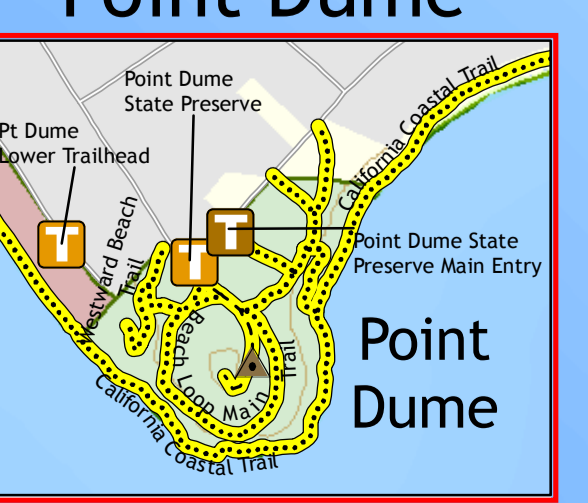 Point Dume
Point Dume
State Preserve
Pt Dume
Lower Trailhead
California Coastal Trail
T
T
T
Westward Beach
Trail
Point Dume State
Preserve Main Entry
Beach Loop Main Trail
Point
Dume
California Coastal Trail